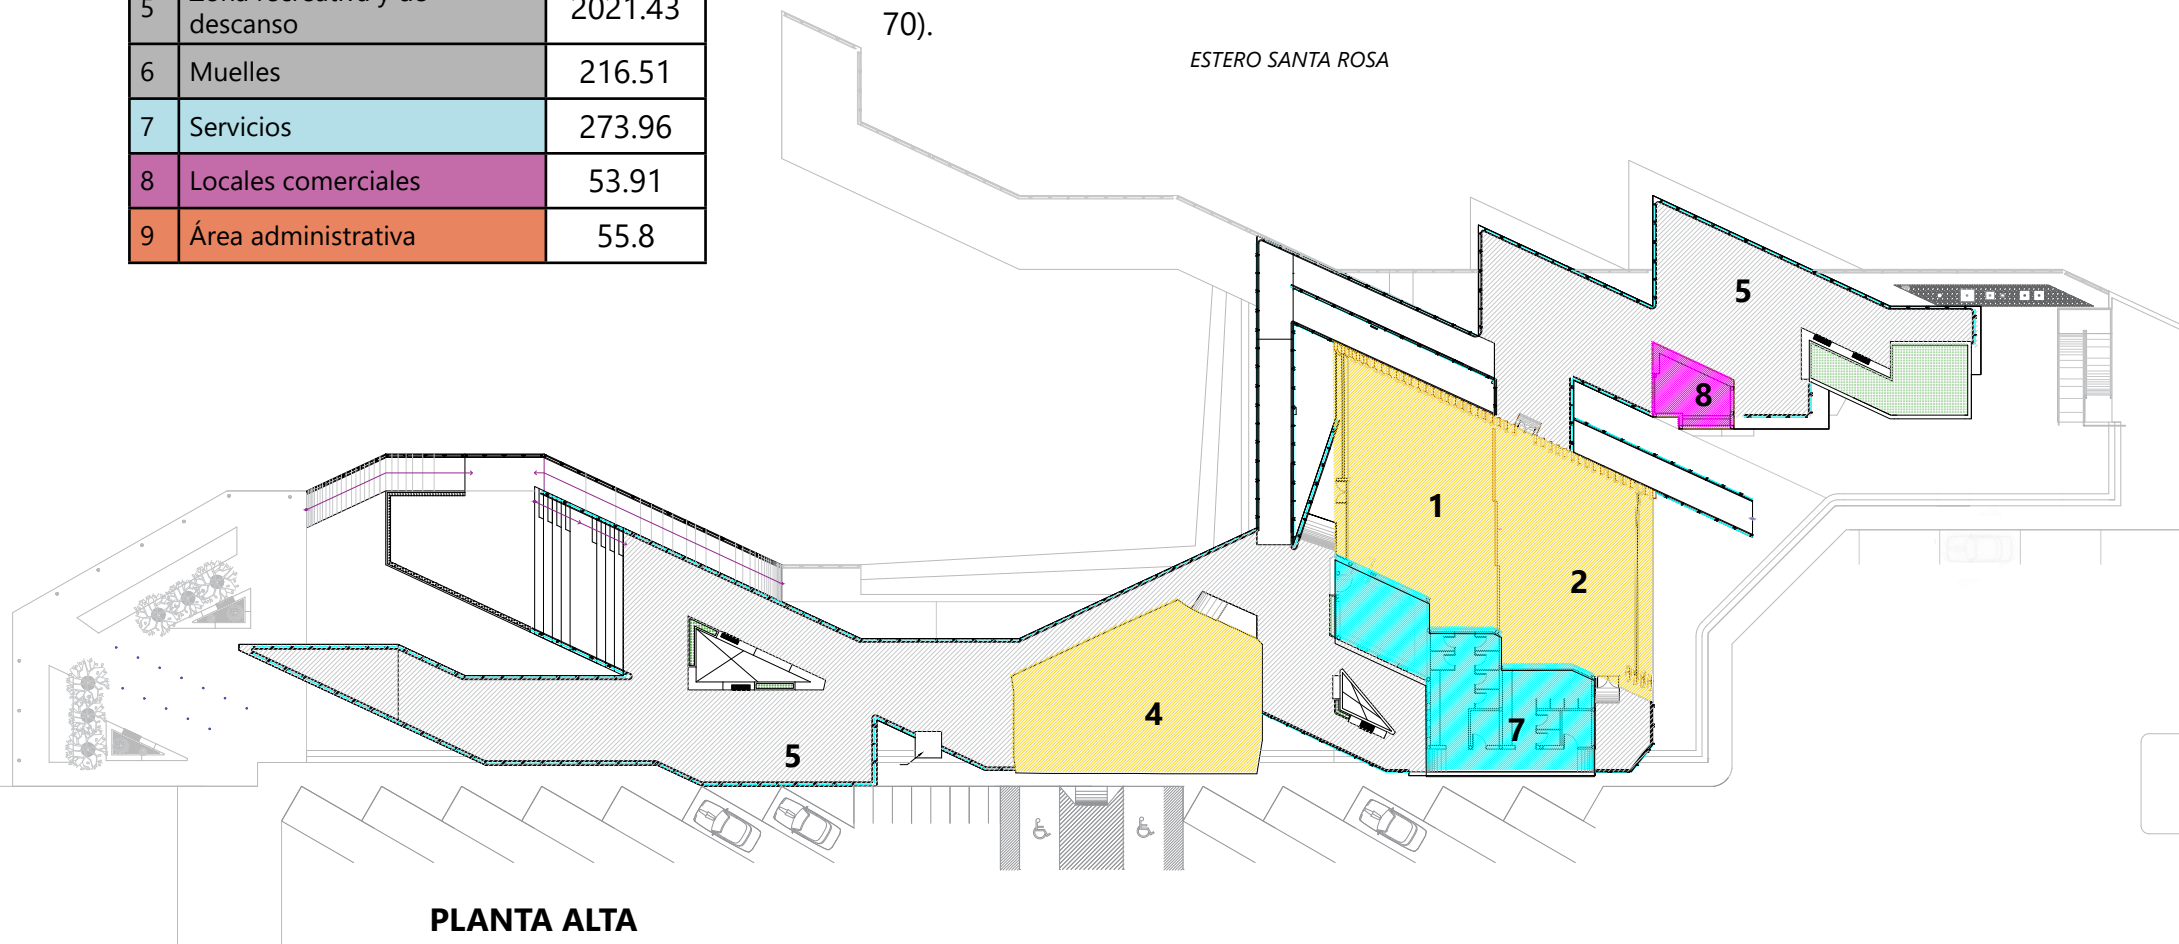 5
descanso
2021.43
70).
ESTERO SANTA ROSA
6 Muelles 216.51
7 Servicios 273.96
8 Locales comerciales 53.91
9 Área administrativa 55.8
5
8
1
2
4
7
5
PLANTA ALTA